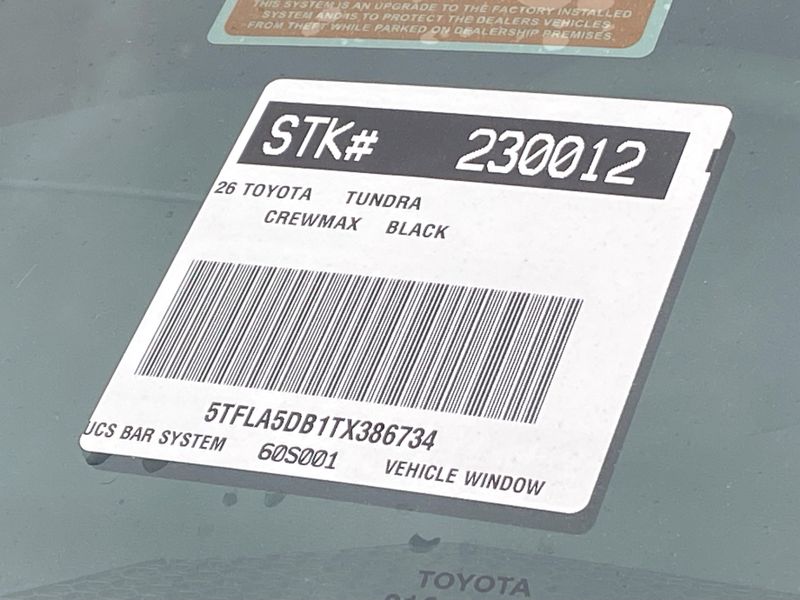 THIS SYSTEM IS AN UPGRADE TO THE FACTORY INSTALLED
SYSTEM AND IS TO PROTECT THE DEALERS VEHICLES
FROM THEFT WHILE PARKED ON DEALERSHIP PREMISES.
STK# 230012
26 TOYOTA TUNDRA
CREWMAX BLACK
5TFLA5DB1TX386734
UCS BAR SYSTEM 60S001 VEHICLE WINDOW
TOYOTA